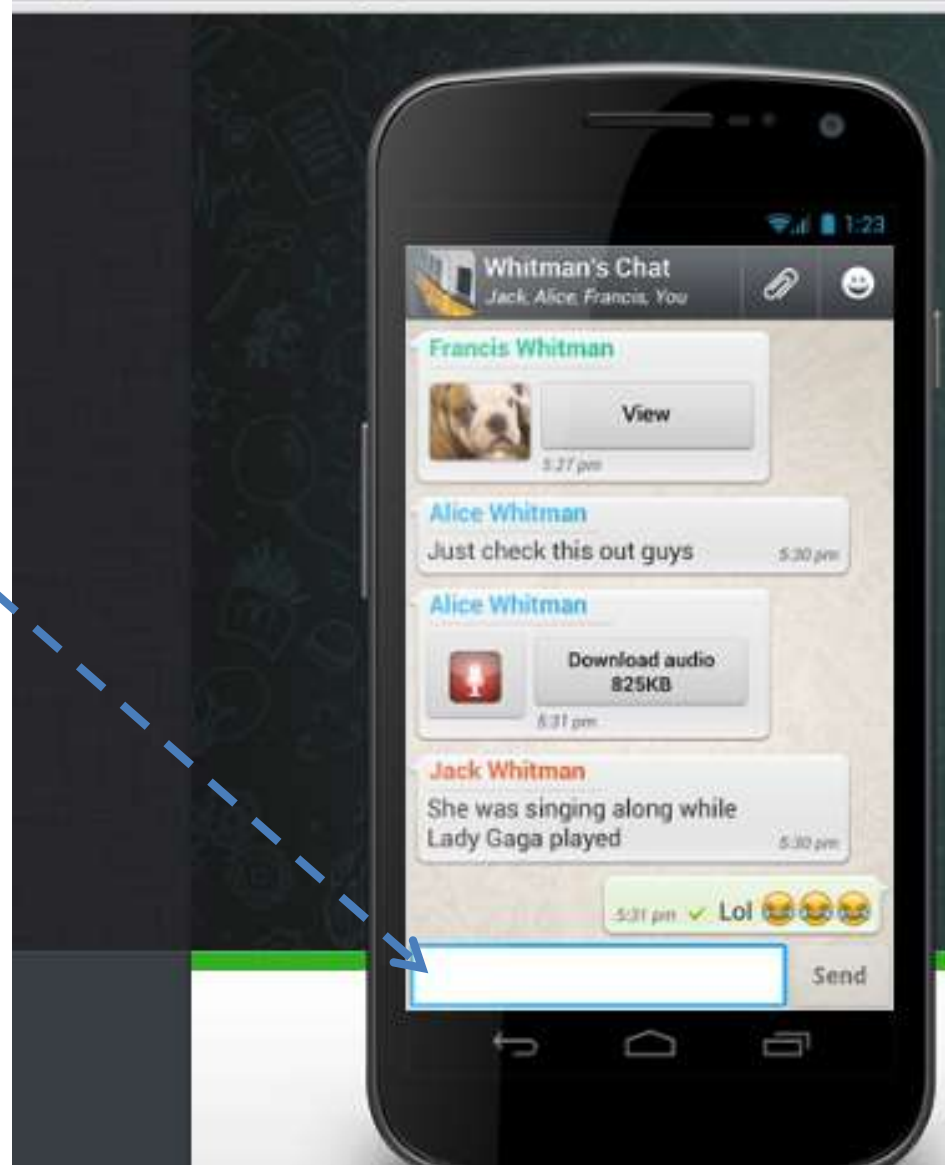 1:23
Whitman's Chat
Jack, Alice, Francis, You
Francis Whitman
View
5:27 pm
Alice Whitman
Just check this out guys
5:30 pm
Alice Whitman
Download audio
825KB
5:31 pm
Jack Whitman
She was singing along while
Lady Gaga played
5:30 pm
5:31 pm ✓ Lol 😂😂😂
Send